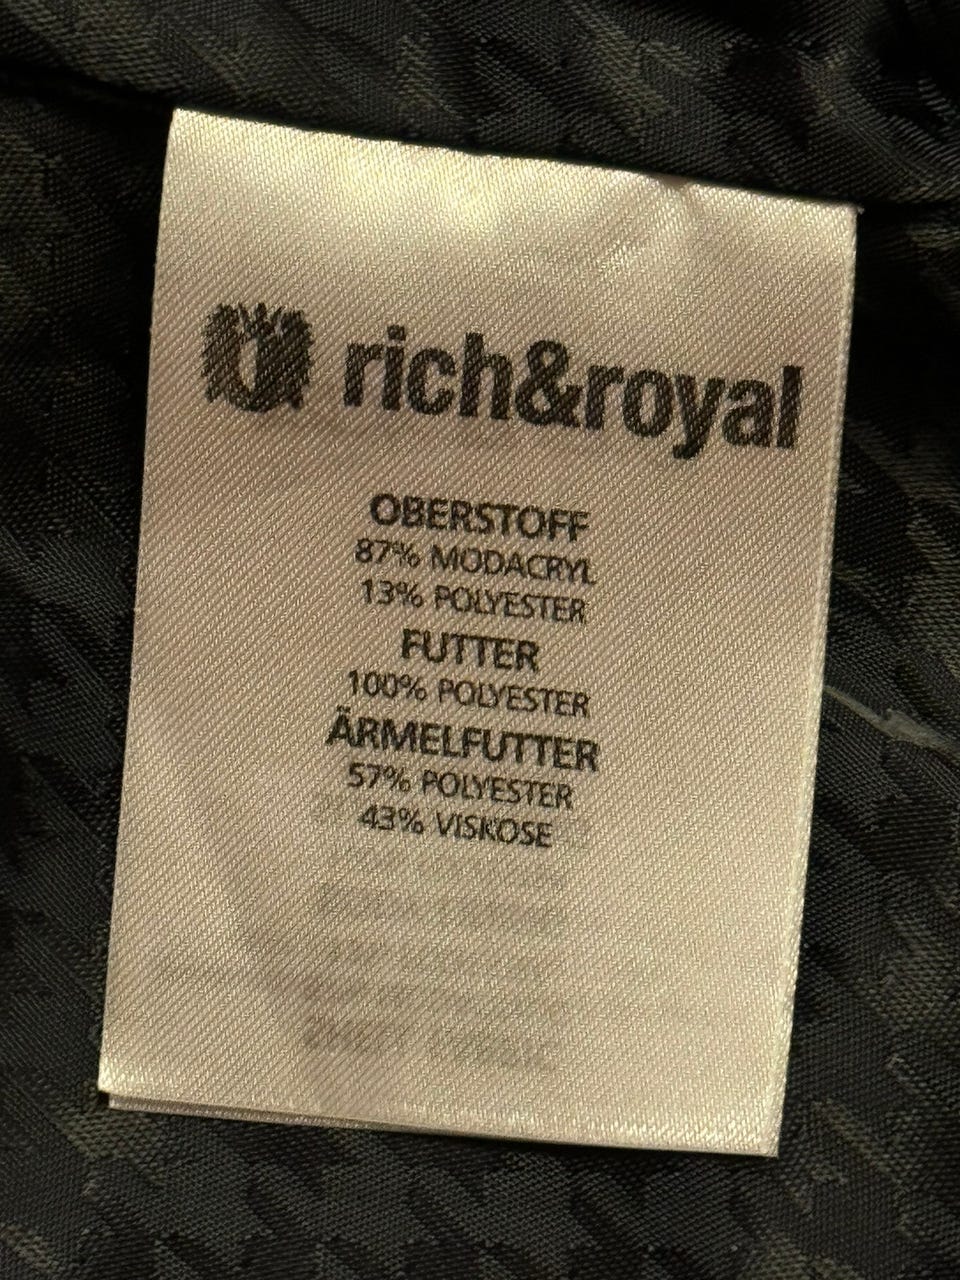 rich&royal
OBERSTOFF
87% MODACRYL
13% POLYESTER
FUTTER
100% POLYESTER
ÄRMELFUTTER
57% POLYESTER
43% VISKOSE